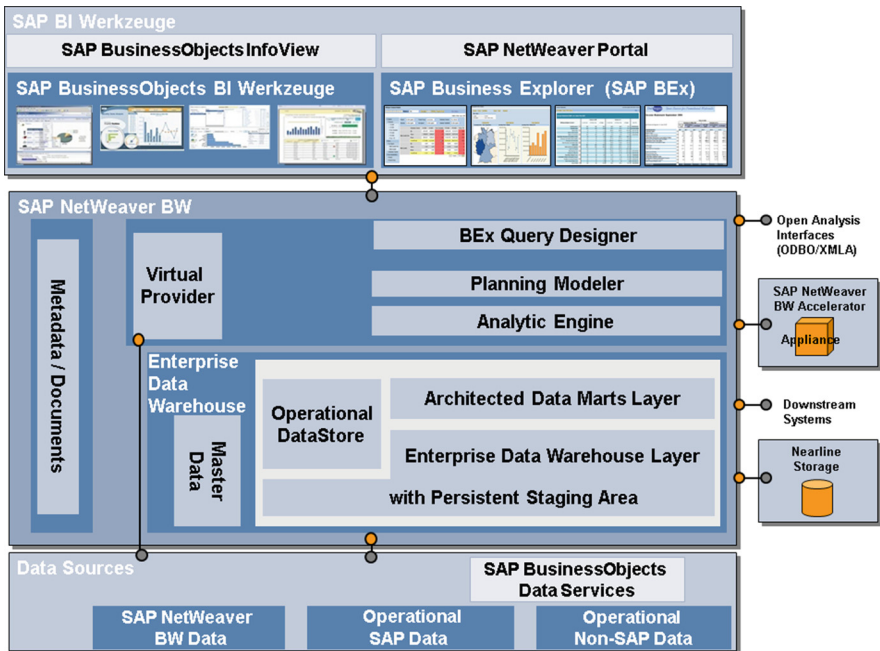 SAP BI Werkzeuge
SAP BusinessObjects InfoView
SAP NetWeaver Portal
SAP BusinessObjects BI Werkzeuge
SAP Business Explorer (SAP BEx)
SAP NetWeaver BW
Metadata / Documents
Virtual
Provider
BEx Query Designer
Planning Modeler
Analytic Engine
Enterprise
Data
Warehouse
Master
Data
Operational
DataStore
Architected Data Marts Layer
Enterprise Data Warehouse Layer
with Persistent Staging Area
Open Analysis
Interfaces
(ODBO/XMLA)
SAP NetWeaver
BW Accelerator
Appliance
Downstream
Systems
Nearline
Storage
Data Sources
SAP BusinessObjects
Data Services
SAP NetWeaver
BW Data
Operational
SAP Data
Operational
Non-SAP Data